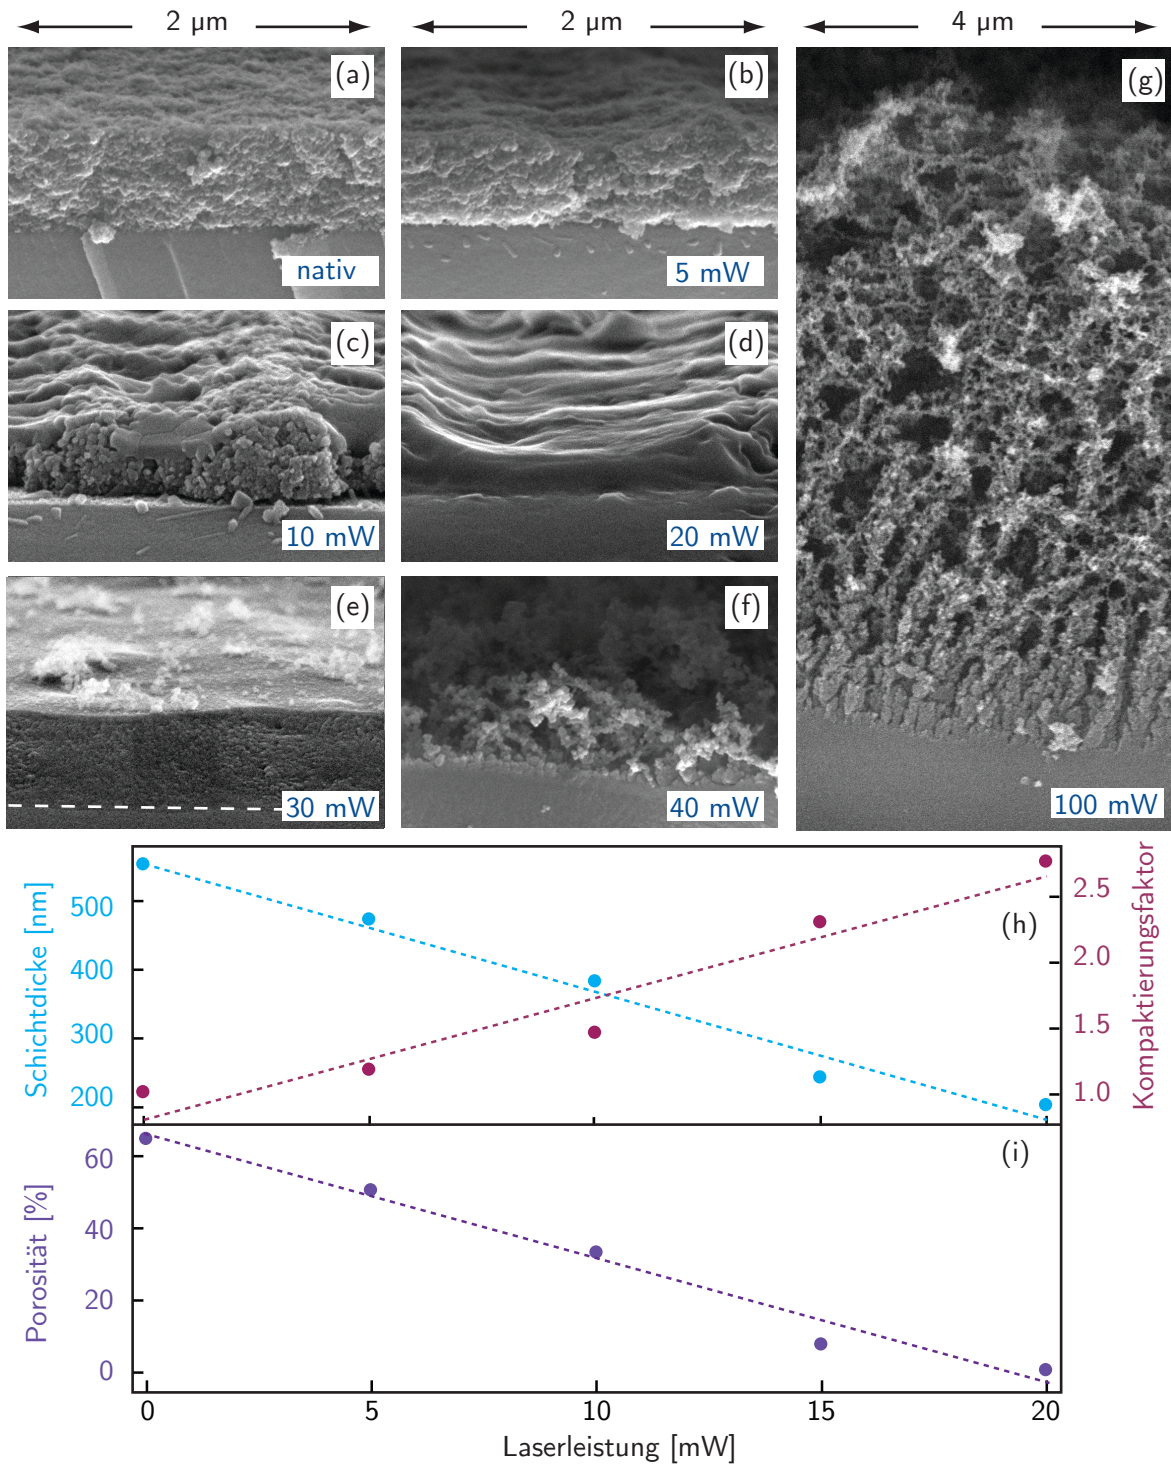 2 μm
2 μm
4 μm
(a)
nativ
(b)
5 mW
(g)
100 mW
(c)
10 mW
(d)
20 mW
(e)
30 mW
(f)
40 mW
Schichtdicke [nm]
500
400
300
200
(h)
2.5
2.0
1.5
1.0
Kompaktierungsfaktor
Porosität [%]
60
40
20
0
(i)
0 5 10 15 20
Laserleistung [mW]